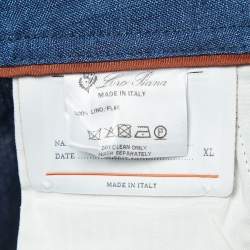 Loro Piana
MADE IN ITALY
100% LINO/FLAX
DRY CLEAN ONLY
WASH SEPARATELY
NA
DATE
XL
MADE IN ITALY